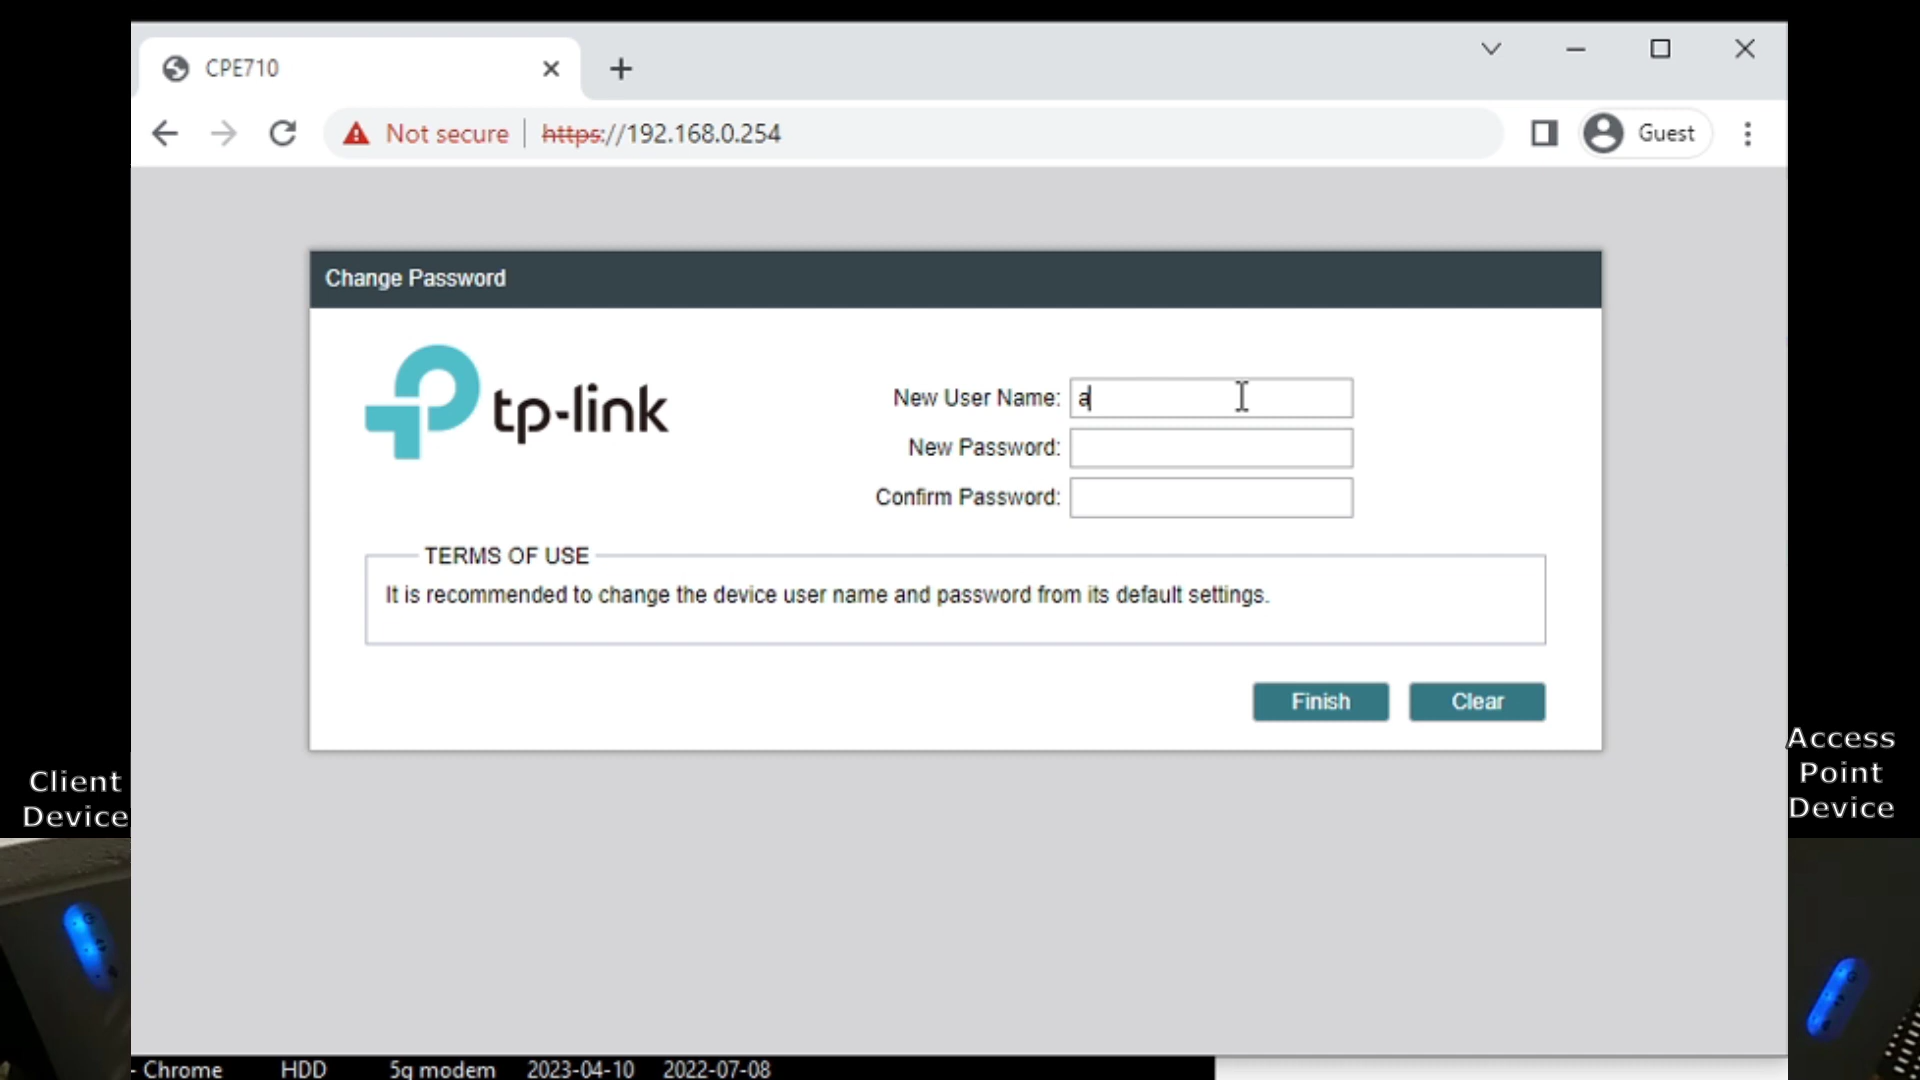 CPE710
Not secure https://192.168.0.254
Guest
Change Password
tp-link
New User Name: a
New Password:
Confirm Password:
TERMS OF USE
It is recommended to change the device user name and password from its default settings.
Finish Clear
Client
Device
Access
Point
Device
- Chrome HDD 5g modem 2023-04-10 2022-07-08